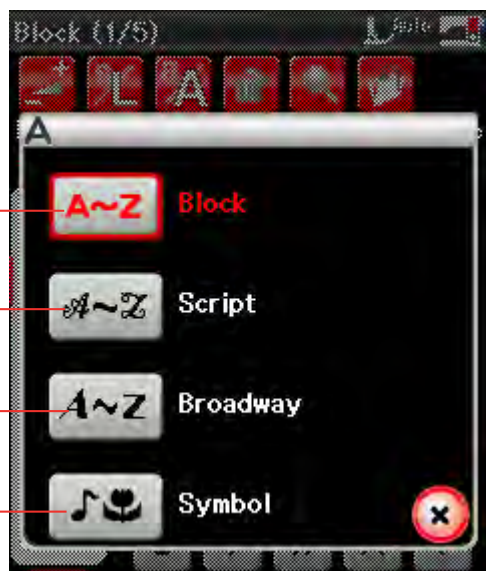 Block (1/5)
A
A~Z Block
A~Z Script
A~Z Broadway
Symbol